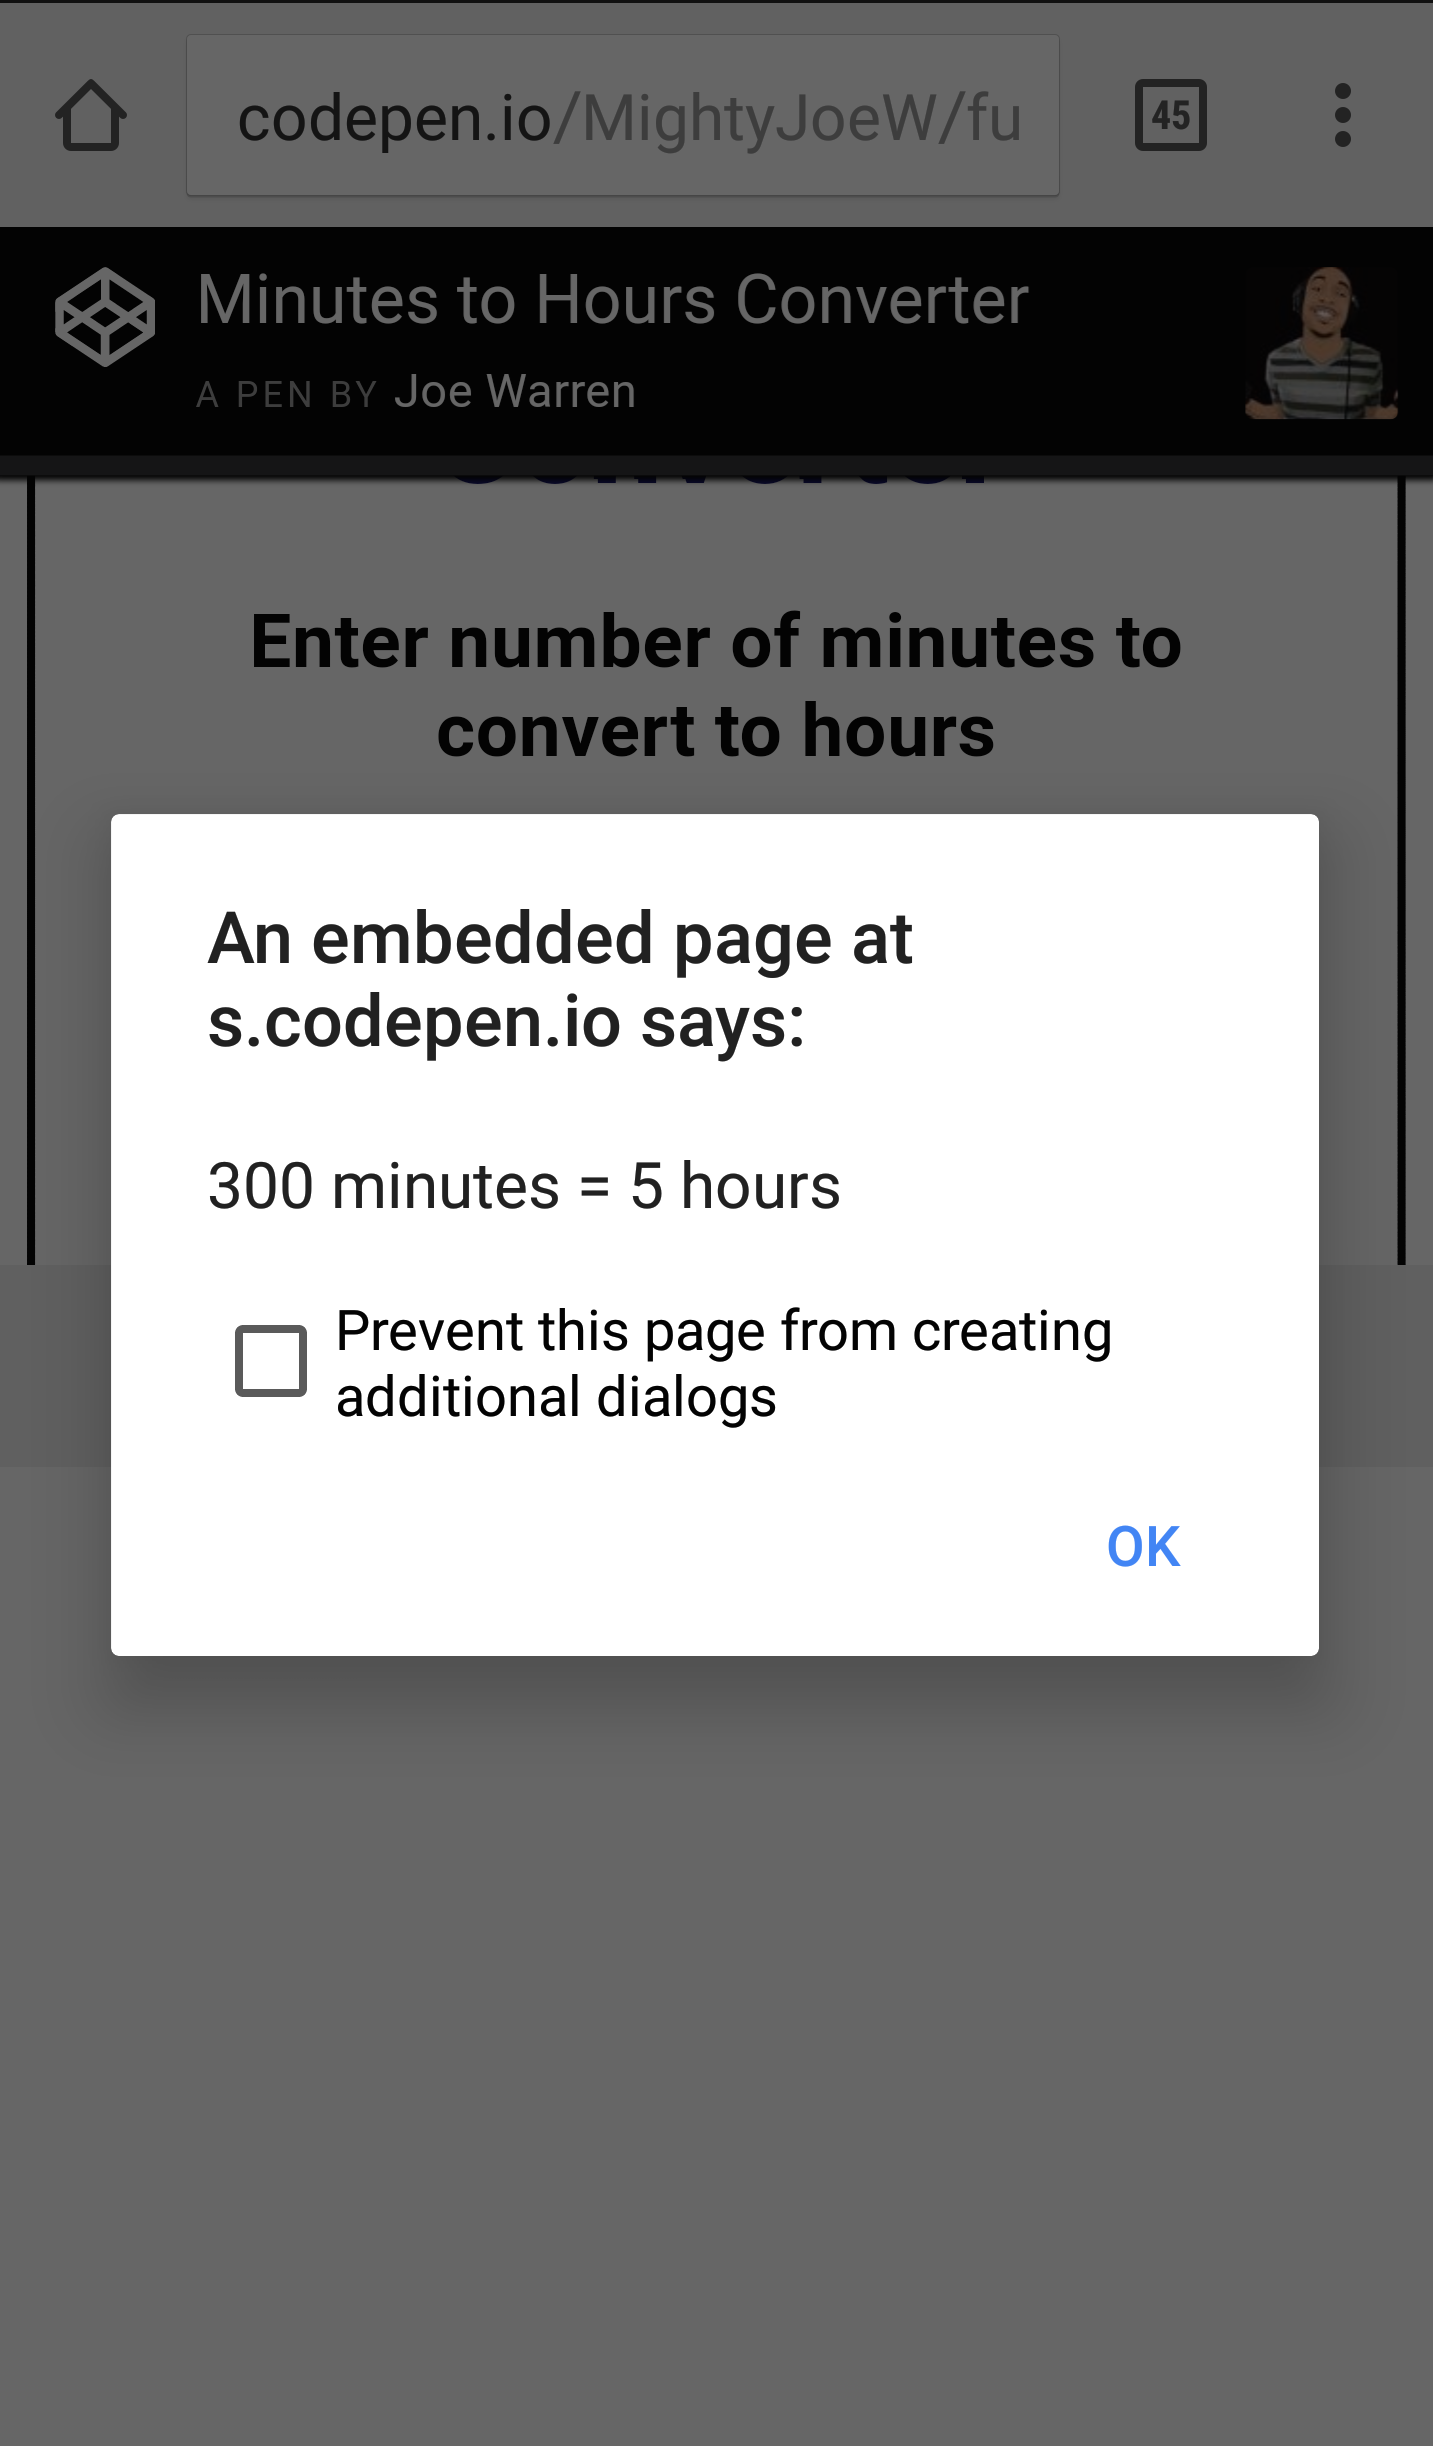 codepen.io/MightyJoeW/fu
45
Minutes to Hours Converter
A PEN BY Joe Warren
Enter number of minutes to
convert to hours
An embedded page at
s.codepen.io says:
300 minutes = 5 hours
Prevent this page from creating
additional dialogs
OK